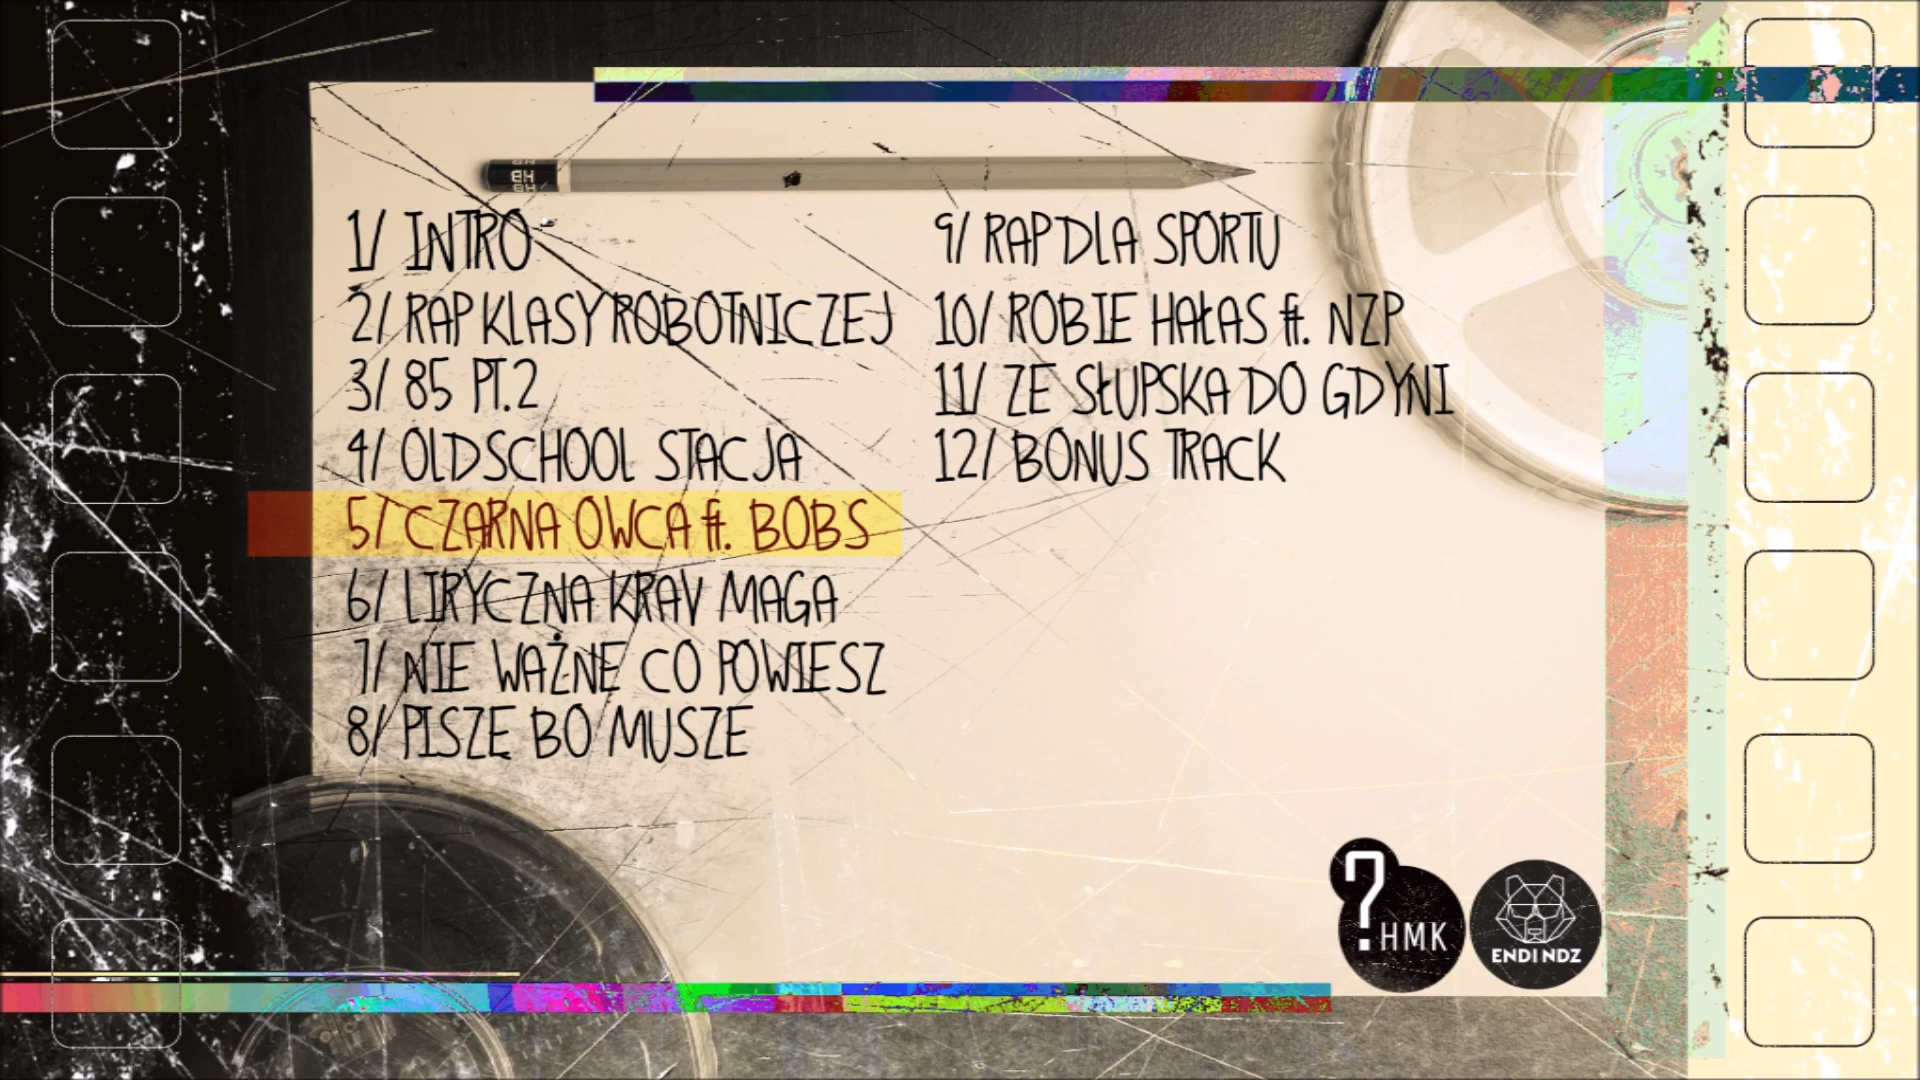 HB
1/ INTRO
2/ RAP KLASY ROBOTNICZEJ
3/ 85 PT.2
4/ OLDSCHOOL STACJA
5/ CZARNA OWCA ft. BOBS
6/ LIRYCZNA KRAV MAGA
7/ NIE WAŻNE CO POWIESZ
8/ PISZĘ BO MUSZE
9/ RAP DLA SPORTU
10/ ROBIE HAŁAS ft. NZP
11/ ZE SŁUPSKA DO GDYNI
12/ BONUS TRACK
?HMK
ENDI NDZ